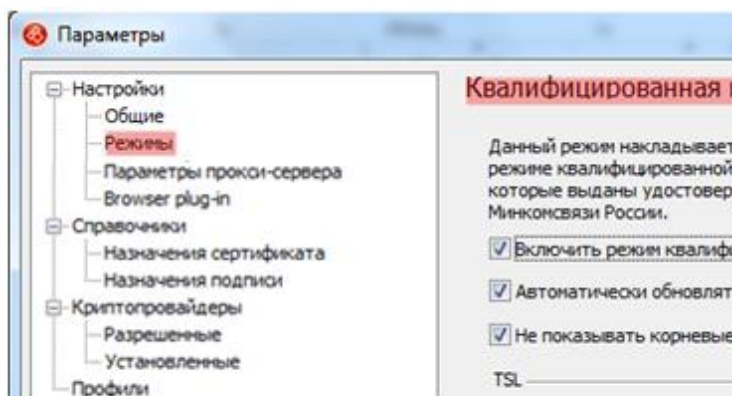 Параметры
Настройки
Общие
Режимы
Параметры прокси-сервера
Browser plug-in
Справочники
Назначения сертификата
Назначения подписи
Криптопровайдеры
Разрешенные
Установленные
Профили
Квалифицированная
Данный режим накладывает
режиме квалифицированной
которые выданы удостовер
Минкомсвязи России.
Включить режим квалифи
Автоматически обновлят
Не показывать корневые
TSL